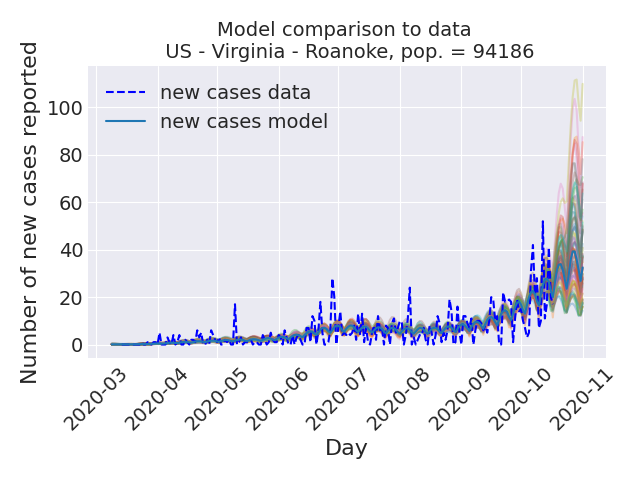 Model comparison to data
US - Virginia - Roanoke, pop. = 94186
Number of new cases reported
100
80
60
40
20
0
new cases data
new cases model
2020-03
2020-04
2020-05
2020-06
2020-07
2020-08
2020-09
2020-10
2020-11
Day